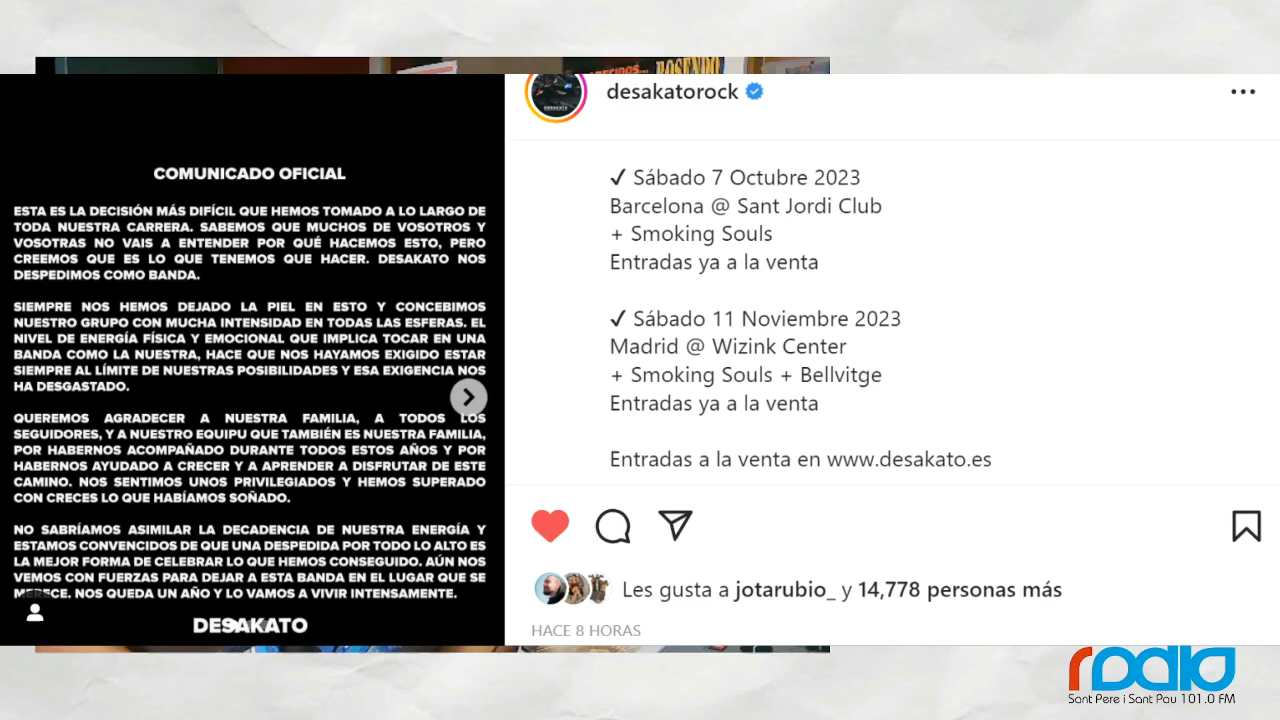 ROSENDO
COMUNICADO OFICIAL
ESTA ES LA DECISIÓN MÁS DIFÍCIL QUE HEMOS TOMADO A LO LARGO DE
TODA NUESTRA CARRERA. SABEMOS QUE MUCHOS DE VOSOTROS Y
VOSOTRAS NO VAIS A ENTENDER POR QUÉ HACEMOS ESTO, PERO
CREEMOS QUE ES LO QUE TENEMOS QUE HACER. DESAKATO NOS
DESPEDIMOS COMO BANDA.
SIEMPRE NOS HEMOS DEJADO LA PIEL EN ESTO Y CONCEBIMOS
NUESTRO GRUPO CON MUCHA INTENSIDAD EN TODAS LAS ESFERAS. EL
NIVEL DE ENERGÍA FÍSICA Y EMOCIONAL QUE IMPLICA TOCAR EN UNA
BANDA COMO LA NUESTRA, HACE QUE NOS HAYAMOS EXIGIDO ESTAR
SIEMPRE AL LÍMITE DE NUESTRAS POSIBILIDADES Y ESA EXIGENCIA NOS
HA DESGASTADO.
QUEREMOS AGRADECER A NUESTRA FAMILIA, A TODOS LOS
SEGUIDORES, Y A NUESTRO EQUIPU QUE TAMBIÉN ES NUESTRA FAMILIA,
POR HABERNOS ACOMPAÑADO DURANTE TODOS ESTOS AÑOS Y POR
HABERNOS AYUDADO A CRECER Y A APRENDER A DISFRUTAR DE ESTE
CAMINO. NOS SENTIMOS UNOS PRIVILEGIADOS Y HEMOS SUPERADO
CON CRECES LO QUE HABÍAMOS SOÑADO.
NO SABRÍAMOS ASIMILAR LA DECADENCIA DE NUESTRA ENERGÍA Y
ESTAMOS CONVENCIDOS DE QUE UNA DESPEDIDA POR TODO LO ALTO ES
LA MEJOR FORMA DE CELEBRAR LO QUE HEMOS CONSEGUIDO. AÚN NOS
VEMOS CON FUERZAS PARA DEJAR A ESTA BANDA EN EL LUGAR QUE SE
MERECE. NOS QUEDA UN AÑO Y LO VAMOS A VIVIR INTENSAMENTE.
DESAKATO
desakatorock
✓ Sábado 7 Octubre 2023
Barcelona @ Sant Jordi Club
+ Smoking Souls
Entradas ya a la venta
✓ Sábado 11 Noviembre 2023
Madrid @ Wizink Center
+ Smoking Souls + Bellvitge
Entradas ya a la venta
Entradas a la venta en www.desakato.es
Les gusta a jotarubio_ y 14,778 personas más
HACE 8 HORAS
radio
Sant Pere i Sant Pau 101.0 FM